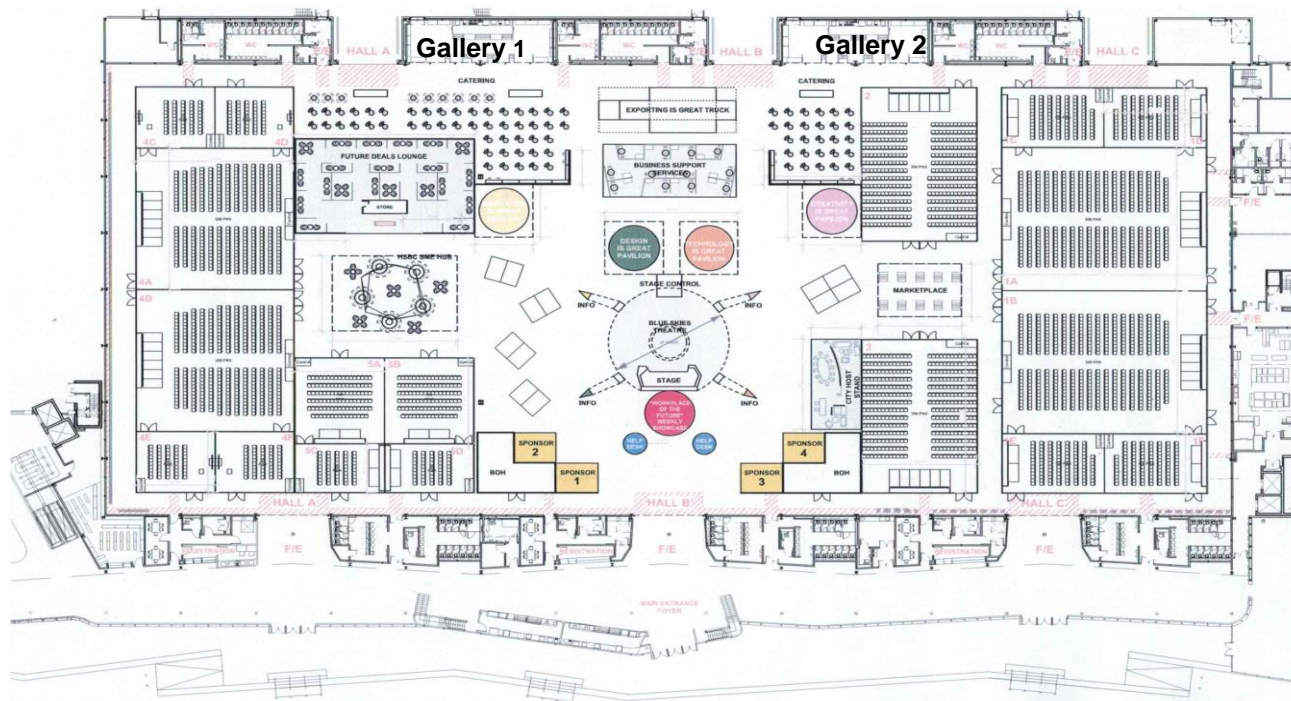 Gallery 1
Gallery 2
WC
WC
F/E
HALL A
WC
WC
F/E
HALL B
WC
WC
F/E
HALL C
CATERING
CATERING
EXPORTING IS GREAT TRUCK
2
4C
4D
1C
1D
FUTURE DEALS LOUNGE
STORE
BUSINESS SUPPORT
SERVICES
CREATIVITY
IS GREAT
PAVILION
DESIGN
IS GREAT
PAVILION
TECHNOLOGY
IS GREAT
PAVILION
F/E
HSBC SME HUB
STAGE CONTROL
MARKETPLACE
4A
4B
1A
1B
INFO
INFO
BLUE SKIES
THEATRE
F/E
3
5A
5B
STAGE
CITY HOST
STAND
INFO
INFO
"WORKPLACE
OF THE
FUTURE"
WEEKLY
SHOWCASE
4E
4F
5C
5D
HELP
DESK
HELP
DESK
1E
1F
BOH
SPONSOR
2
SPONSOR
1
SPONSOR
3
SPONSOR
4
BOH
HALL A
HALL B
HALL C
REGISTRATION
F/E
REGISTRATION
F/E
REGISTRATION
F/E
MAIN ENTRANCE
FOYER